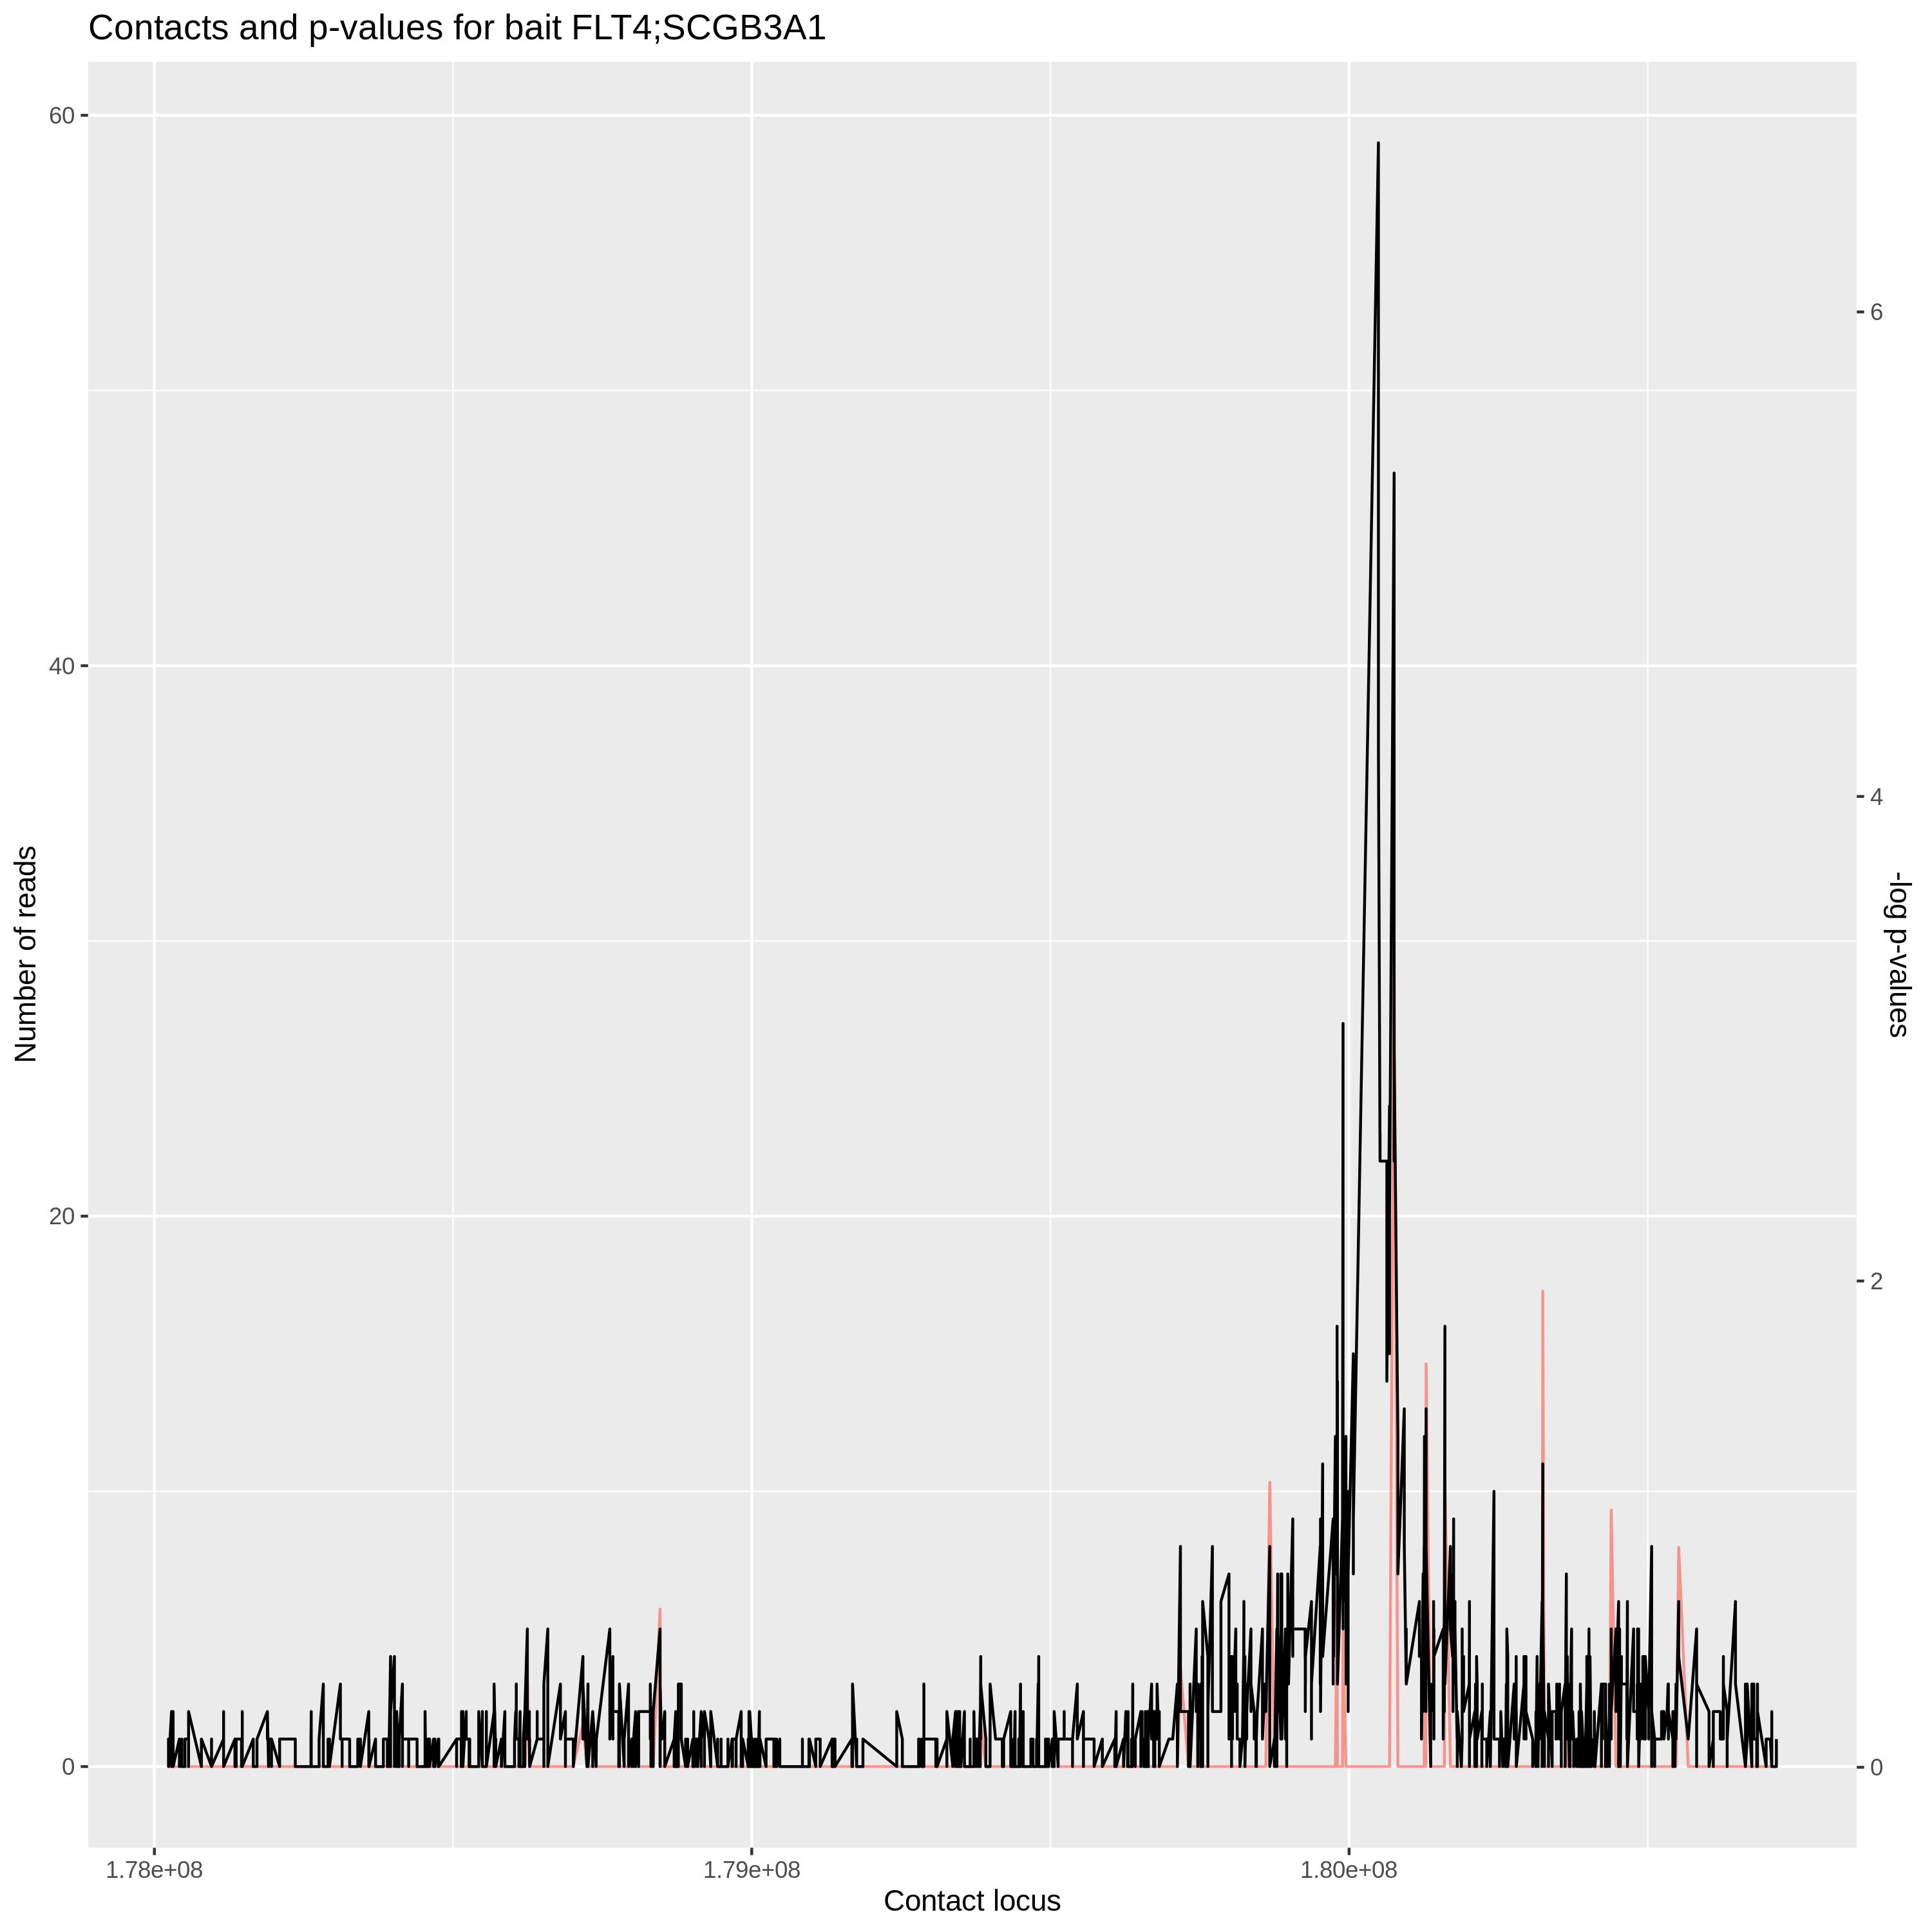 Contacts and p-values for bait FLT4;SCGB3A1
60
40
20
0
Number of reads
6
4
2
0
-log p-values
1.78e+08
1.79e+08
1.80e+08
Contact locus